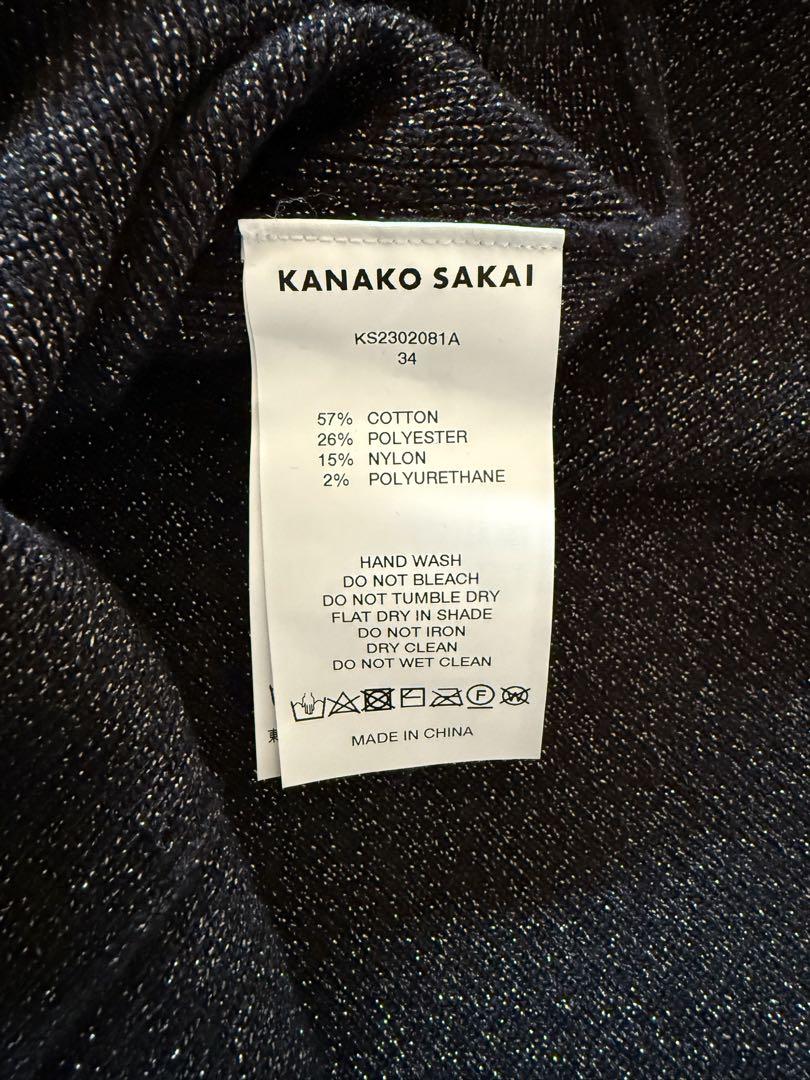 KANAKO SAKAI
KS2302081A
34
57% COTTON
26% POLYESTER
15% NYLON
2% POLYURETHANE
HAND WASH
DO NOT BLEACH
DO NOT TUMBLE DRY
FLAT DRY IN SHADE
DO NOT IRON
DRY CLEAN
DO NOT WET CLEAN
F W
MADE IN CHINA
東